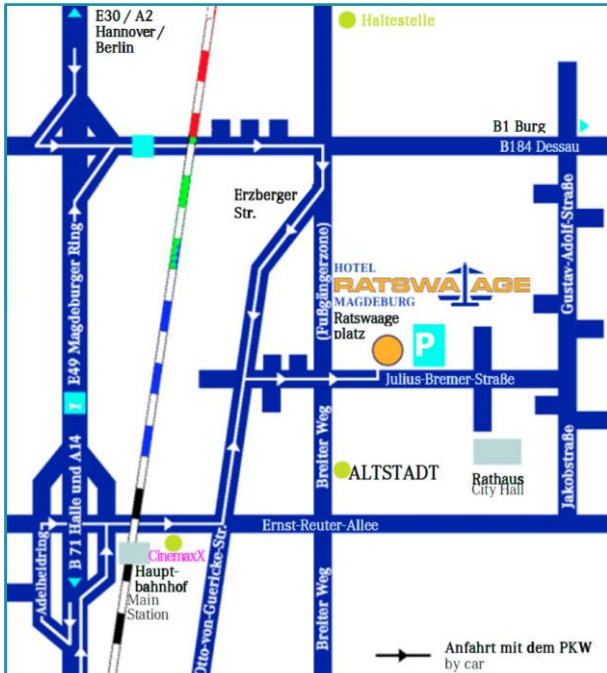 E30 / A2
Hannover/
Berlin
Haltestelle
B1 Burg
B184 Dessau
Erzberger
Str.
E49 Magdeburger Ring
(Fußgängerzone)
Gustav-Adolf-Straße
HOTEL
RATSWAAGE
MAGDEBURG
Ratswaage
platz
P
Julius-Bremer-Straße
B 71 Halle und A14
Breiter Weg
ALTSTADT
Rathaus
City Hall
Jakobstraße
Ernst-Reuter-Allee
Adelheidring
CinemaxX
Haupt-
bahnhof
Main
Station
Otto-von-Guericke-Str.
Breiter Weg
Anfahrt mit dem PKW
by car